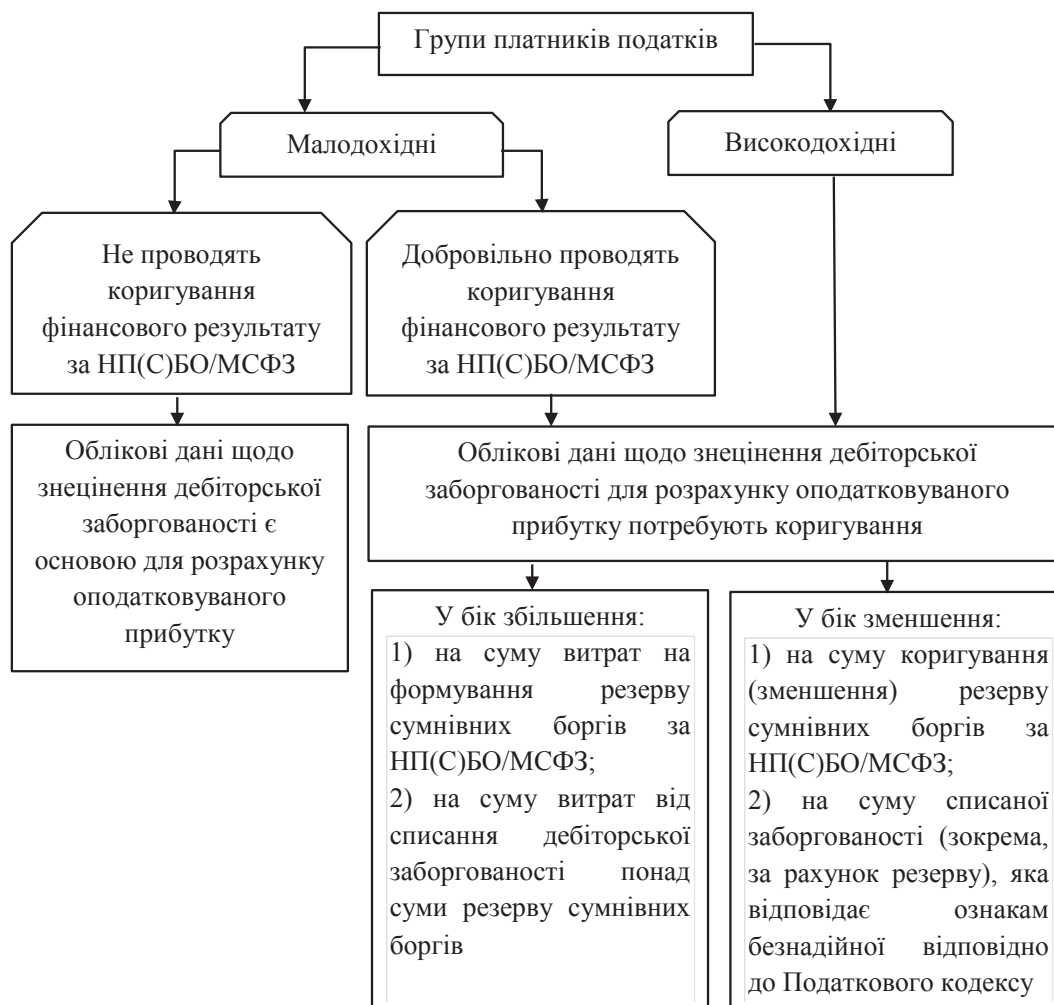 Групи платників податків
Малодохідні
Високодохідні
Не проводять
коригування
фінансового результату
за НП(С)БО/МСФЗ
Добровільно проводять
коригування
фінансового результату
за НП(С)БО/МСФЗ
Облікові дані щодо
знецінення дебіторської
заборгованості є
основою для розрахунку
оподатковуваного
прибутку
Облікові дані щодо знецінення дебіторської
заборгованості для розрахунку оподатковуваного
прибутку потребують коригування
У бік збільшення:
1) на суму витрат на
формування резерву
сумнівних боргів за
НП(С)БО/МСФЗ;
2) на суму витрат від
списання дебіторської
заборгованості понад
суми резерву сумнівних
боргів
У бік зменшення:
1) на суму коригування
(зменшення) резерву
сумнівних боргів за
НП(С)БО/МСФЗ;
2) на суму списаної
заборгованості (зокрема,
за рахунок резерву), яка
відповідає ознакам
безнадійної відповідно
до Податкового кодексу